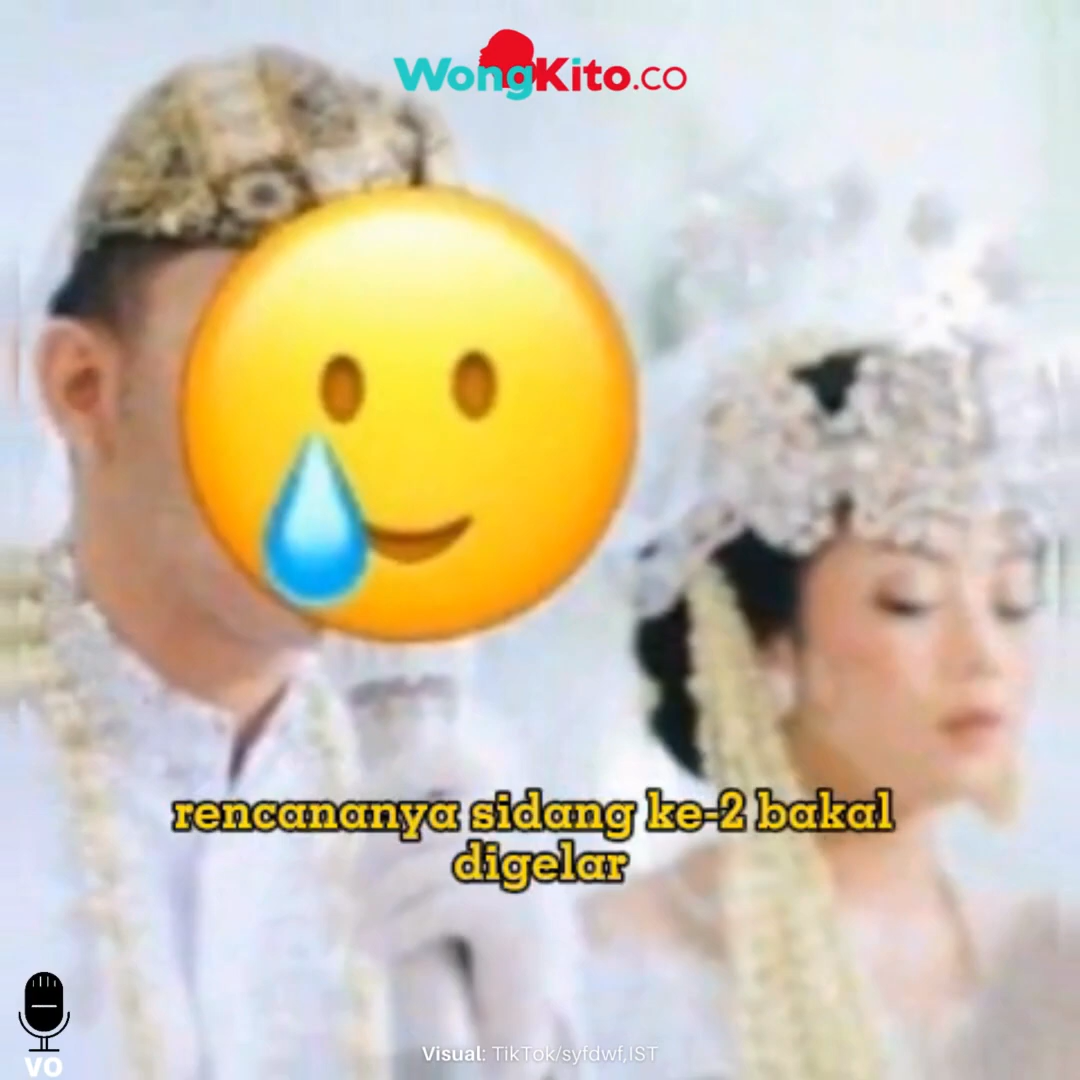 WongKito.co
rencananya sidang ke-2 bakal
digelar
VO
Visual: TikTok/syfdwf,IST